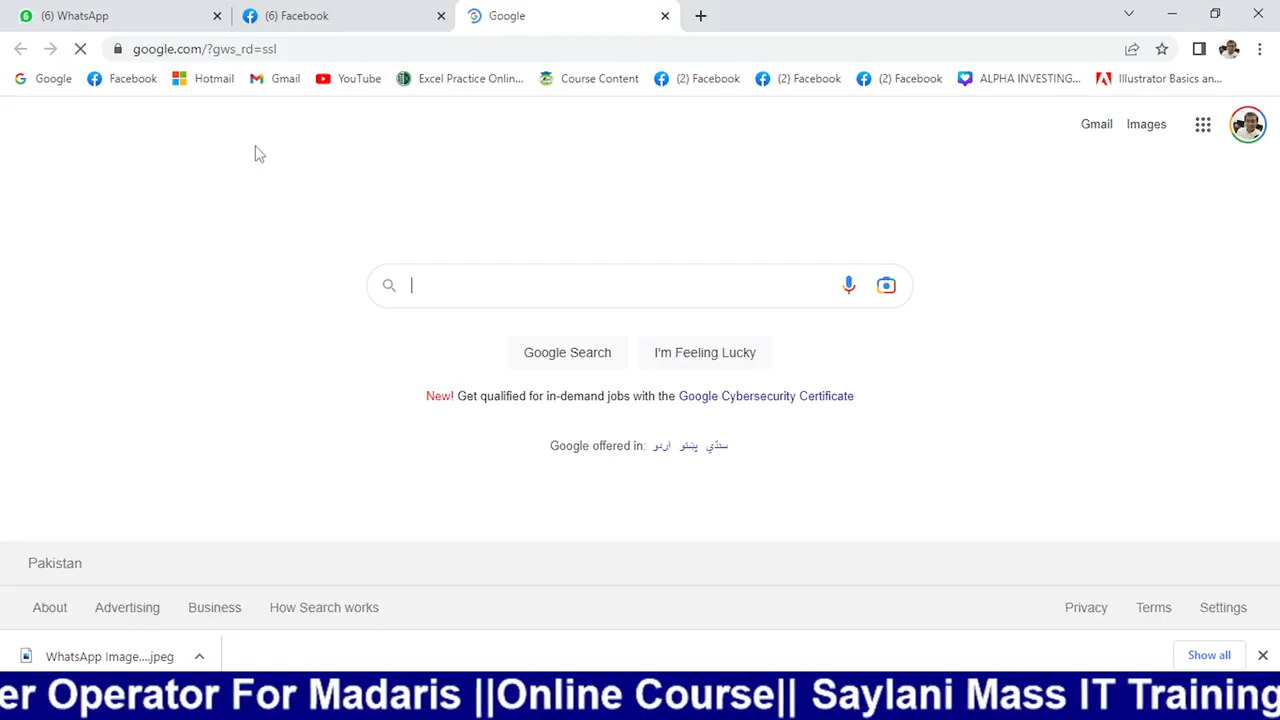 (6) WhatsApp
(6) Facebook
Google
google.com/?gws_rd=ssl
Google Facebook Hotmail Gmail YouTube Excel Practice Onlin... Course Content (2) Facebook (2) Facebook (2) Facebook ALPHA INVESTING... Illustrator Basics an...
Gmail Images
Google Search I'm Feeling Lucky
New! Get qualified for in-demand jobs with the Google Cybersecurity Certificate
Google offered in: اردو پښتو سنڌي
Pakistan
About Advertising Business How Search works Privacy Terms Settings
WhatsApp Image....jpeg Show all
er Operator For Madaris ||Online Course|| Saylani Mass IT Training